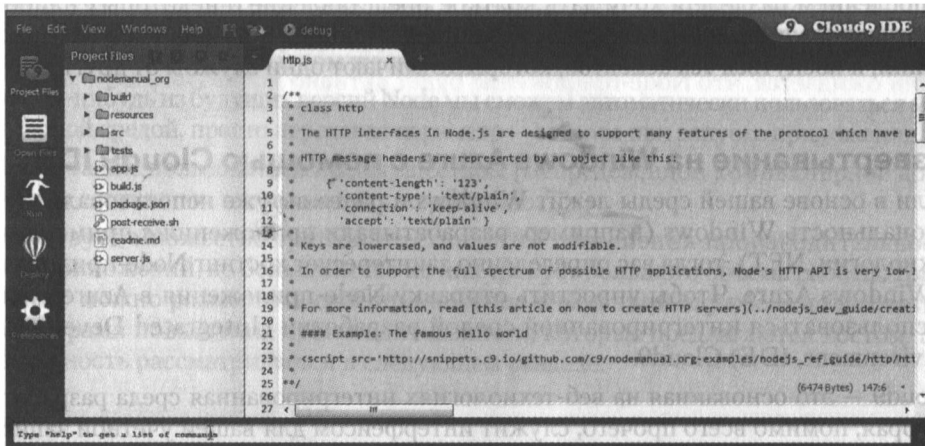 File Edit View Windows Help debug
Cloud9 IDE
Project Files
http.js x
Project Files
nodemanual_org
build
resources
src
tests
app.js
build.js
package.json
post-receive.sh
readme.md
server.js
Open Files
Run
Deploy
Preferences
1
2 /**
3 * class http
4 *
5 * The HTTP interfaces in Node.js are designed to support many features of the protocol which have be
6 *
7 * HTTP message headers are represented by an object like this:
8 *
9 * { 'content-length': '123',
10 * 'content-type': 'text/plain',
11 * 'connection': 'keep-alive',
12 * 'accept': 'text/plain' }
13 *
14 * Keys are lowercased, and values are not modifiable.
15 *
16 * In order to support the full spectrum of possible HTTP applications, Node's HTTP API is very low-l
17 *
18 *
19 * For more information, read [this article on how to create HTTP servers](../nodejs_dev_guide/creati
20 *
21 * #### Example: The famous hello world
22 *
23 * <script src='http://snippets.c9.io/github.com/c9/nodemanual.org-examples/nodejs_ref_guide/http/htt
24 *
25 **/
26
27
(6474 Bytes) 147:6
Type "help" to get a list of commands